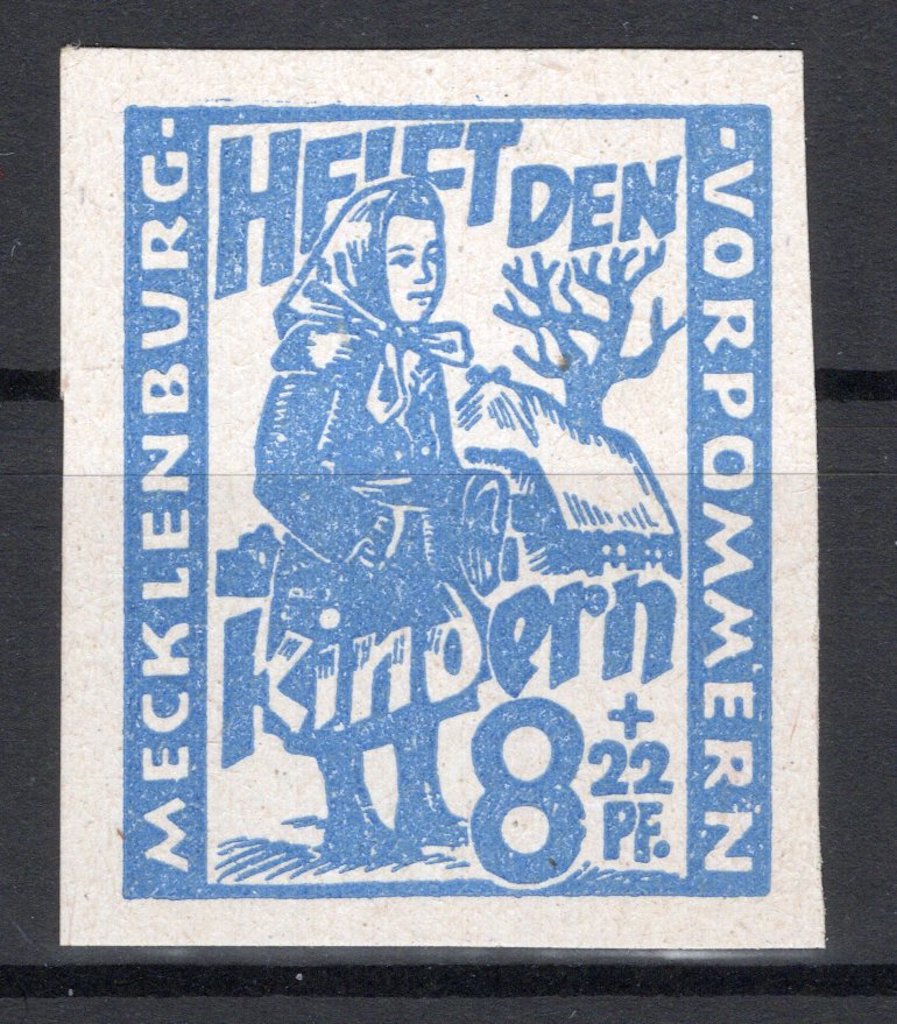 MECKLENBURG-
HELFT DEN
Kindern
8 + 22 PF.
-VORPOMMERN